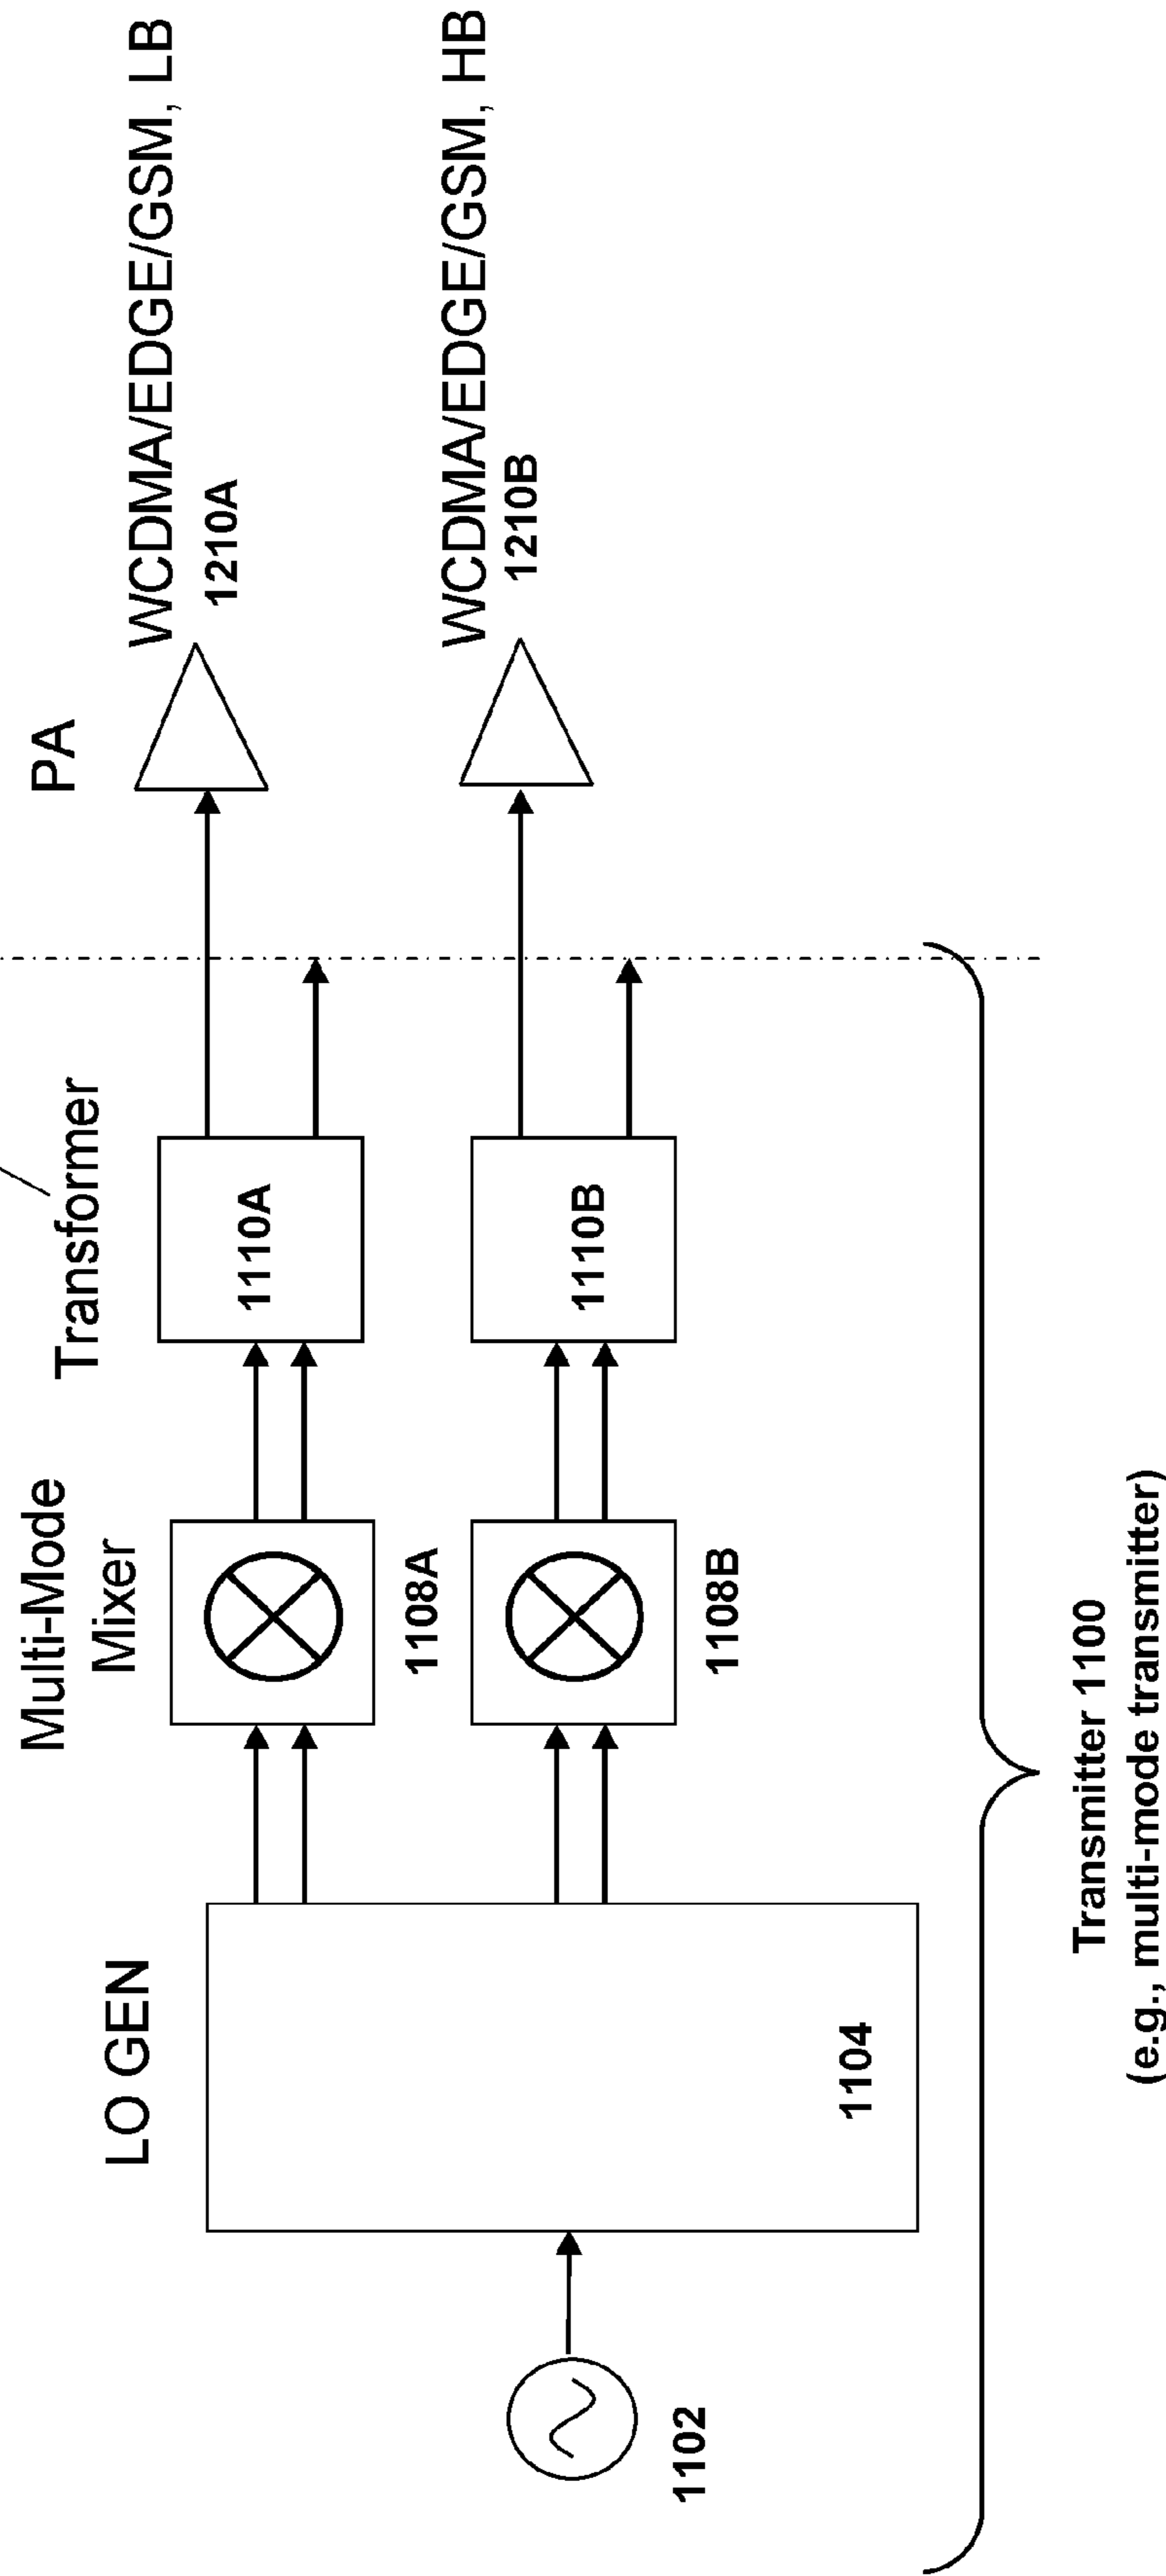 LO GEN
Multi-Mode
Mixer
Transformer
PA
WCDMA/EDGE/GSM, LB
1210A
1110A
1108A
WCDMA/EDGE/GSM, HB
1210B
1110B
1108B
1104
1102
Transmitter 1100
(e.g., multi-mode transmitter)